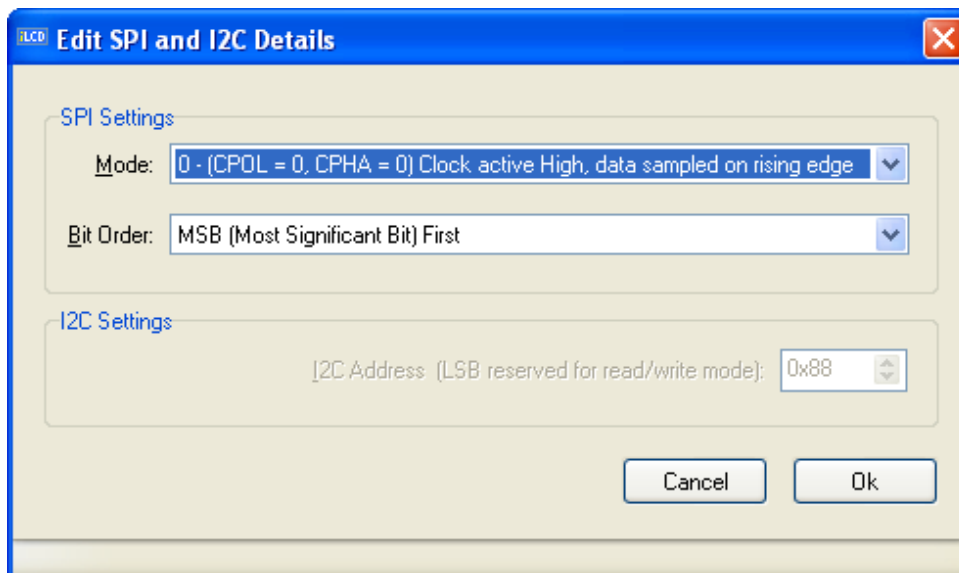 iLCD Edit SPI and I2C Details
SPI Settings
Mode: 0 - (CPOL = 0, CPHA = 0) Clock active High, data sampled on rising edge
Bit Order: MSB (Most Significant Bit) First
I2C Settings
I2C Address (LSB reserved for read/write mode): 0x88
Cancel Ok